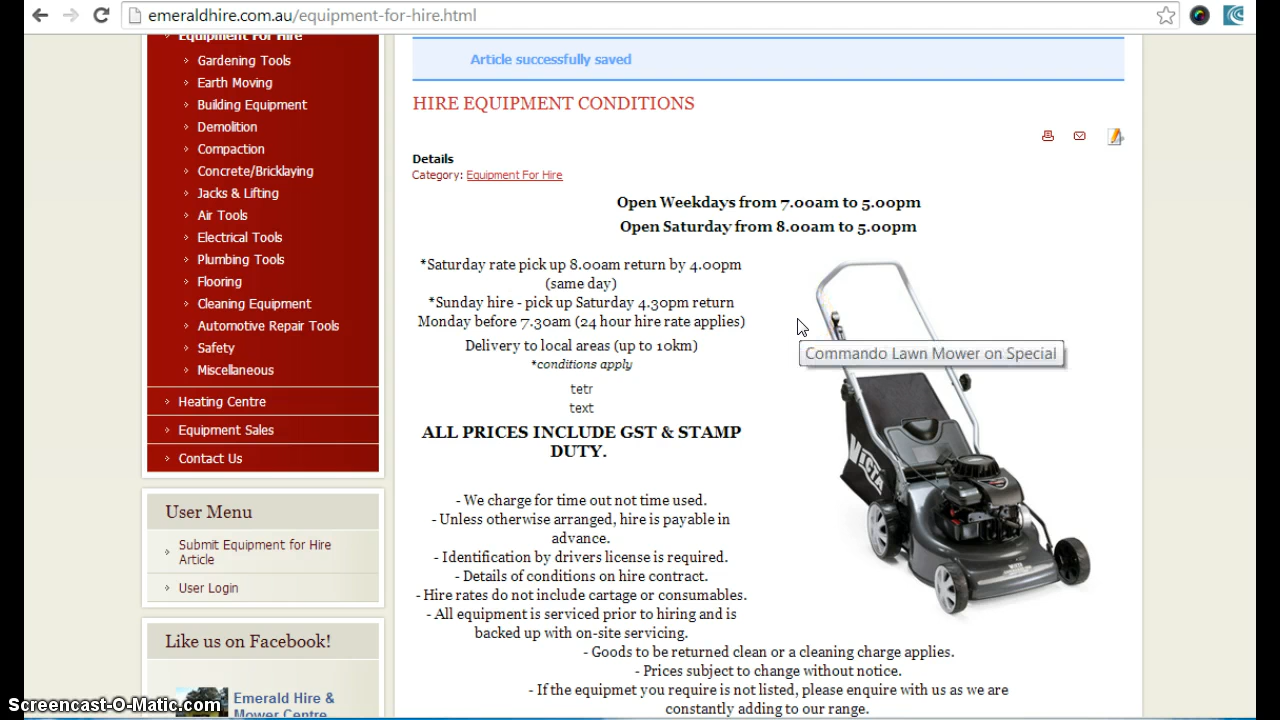 emeraldhire.com.au/equipment-for-hire.html
Equipment For Hire
Gardening Tools
Earth Moving
Building Equipment
Demolition
Compaction
Concrete/Bricklaying
Jacks & Lifting
Air Tools
Electrical Tools
Plumbing Tools
Flooring
Cleaning Equipment
Automotive Repair Tools
Safety
Miscellaneous
Heating Centre
Equipment Sales
Contact Us
User Menu
Submit Equipment for Hire
Article
User Login
Like us on Facebook!
Emerald Hire &
Mower Centre
Article successfully saved
HIRE EQUIPMENT CONDITIONS
Details
Category: Equipment For Hire
Open Weekdays from 7.00am to 5.00pm
Open Saturday from 8.00am to 5.00pm
*Saturday rate pick up 8.00am return by 4.00pm
(same day)
*Sunday hire - pick up Saturday 4.30pm return
Monday before 7.30am (24 hour hire rate applies)
Delivery to local areas (up to 10km)
*conditions apply
tetr
text
ALL PRICES INCLUDE GST & STAMP
DUTY.
- We charge for time out not time used.
- Unless otherwise arranged, hire is payable in
advance.
- Identification by drivers license is required.
- Details of conditions on hire contract.
- Hire rates do not include cartage or consumables.
- All equipment is serviced prior to hiring and is
backed up with on-site servicing.
- Goods to be returned clean or a cleaning charge applies.
- Prices subject to change without notice.
- If the equipmet you require is not listed, please enquire with us as we are
constantly adding to our range.
Commando Lawn Mower on Special
VICTA
Screencast-O-Matic.com